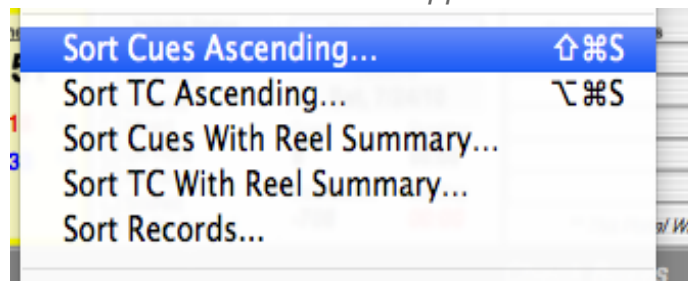 Sort Cues Ascending... ⇧⌘S
Sort TC Ascending... ⌥⌘S
Sort Cues With Reel Summary...
Sort TC With Reel Summary...
Sort Records...